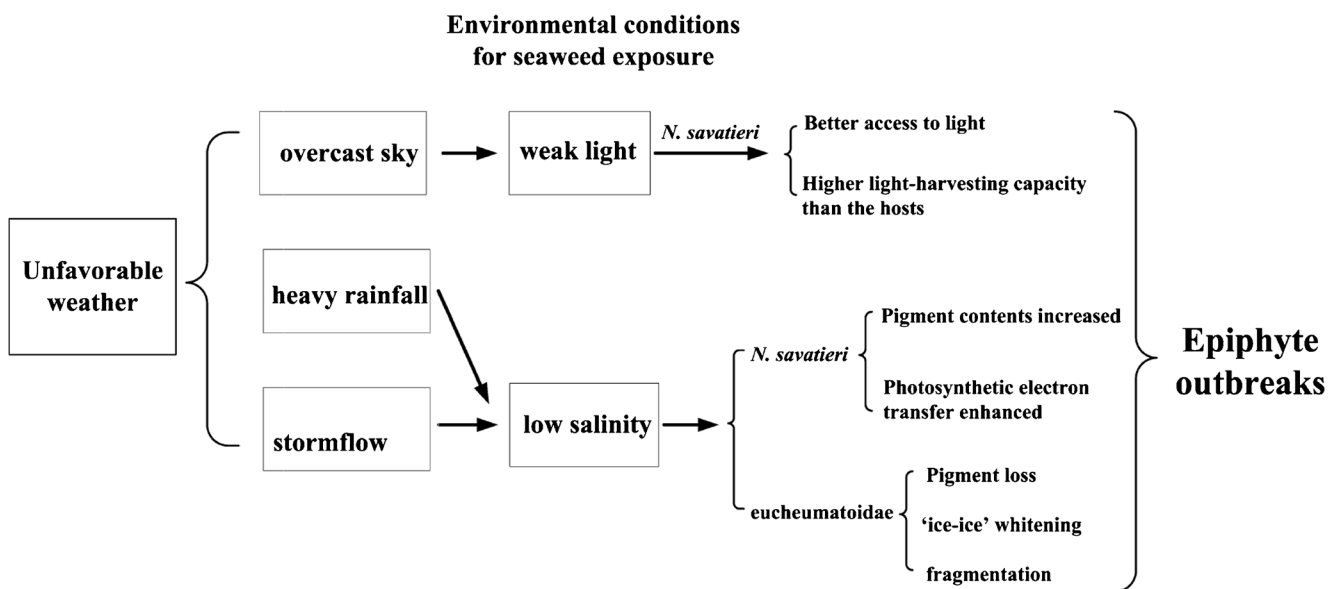 Environmental conditions
for seaweed exposure
overcast sky
weak light
N. savatieri
Better access to light
Higher light-harvesting capacity
than the hosts
Unfavorable
weather
heavy rainfall
stormflow
low salinity
N. savatieri
Pigment contents increased
Photosynthetic electron
transfer enhanced
eucheumatoidae
Pigment loss
‘ice-ice’ whitening
fragmentation
Epiphyte
outbreaks